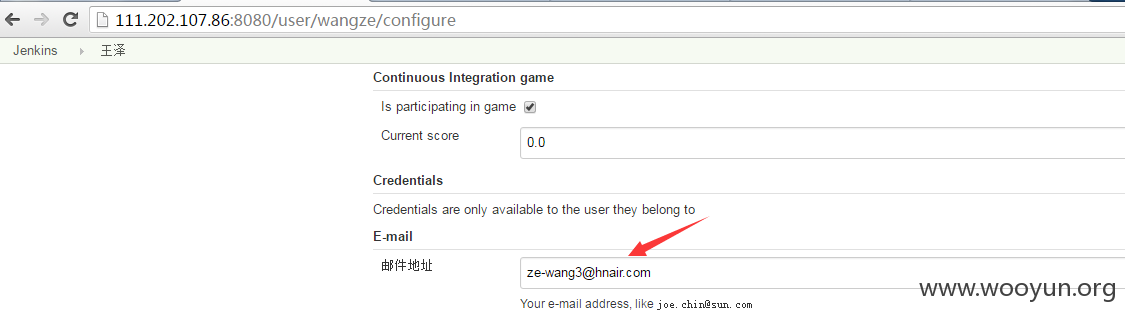 111.202.107.86:8080/user/wangze/configure
Jenkins 王泽
Continuous Integration game
Is participating in game
Current score
0.0
Credentials
Credentials are only available to the user they belong to
E-mail
邮件地址
ze-wang3@hnair.com
Your e-mail address, like joe.chin@sun.com
www.wooyun.org